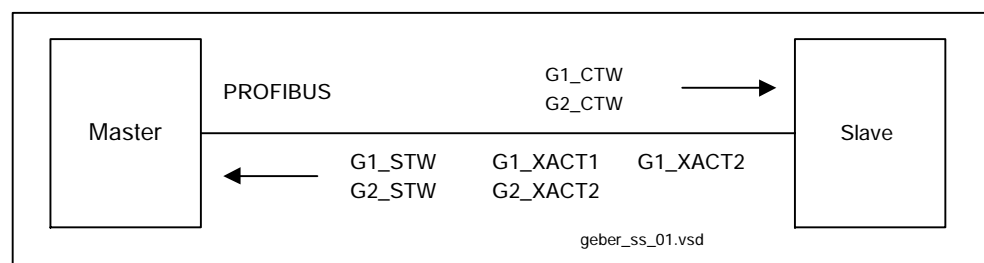 G1_CTW
PROFIBUS
G2_CTW
Master
Slave
G1_STW G1_XACT1 G1_XACT2
G2_STW G2_XACT2
geber_ss_01.vsd